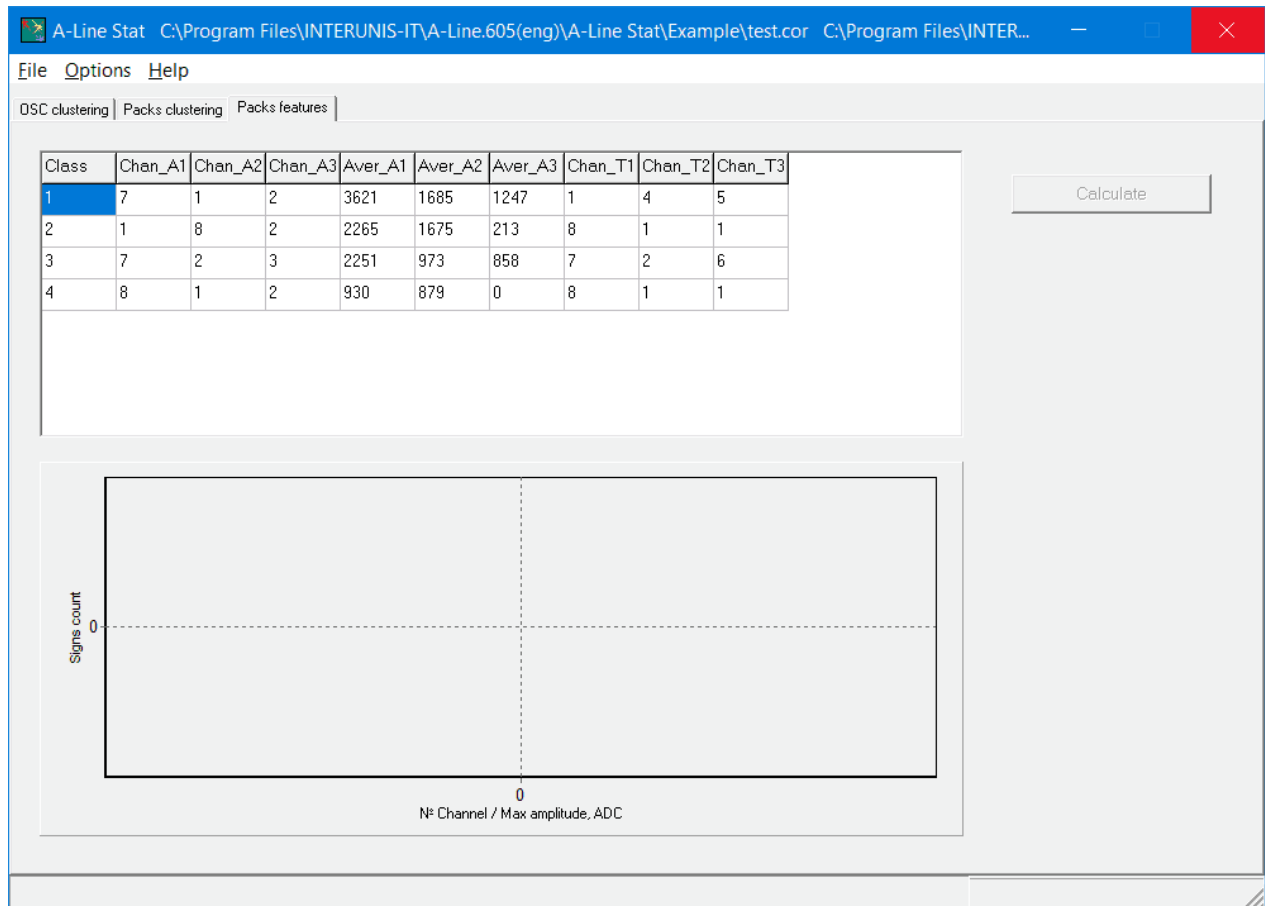 A-Line Stat C:\Program Files\INTERUNIS-IT\A-Line.605(eng)\A-Line Stat\Example\test.cor C:\Program Files\INTER...
File Options Help
OSC clustering Packs clustering Packs features
Class Chan_A1 Chan_A2 Chan_A3 Aver_A1 Aver_A2 Aver_A3 Chan_T1 Chan_T2 Chan_T3
1 7 1 2 3621 1685 1247 1 4 5
2 1 8 2 2265 1675 213 8 1 1
3 7 2 3 2251 973 858 7 2 6
4 8 1 2 930 879 0 8 1 1
Calculate
Signs count
0
0
Nº Channel / Max amplitude, ADC